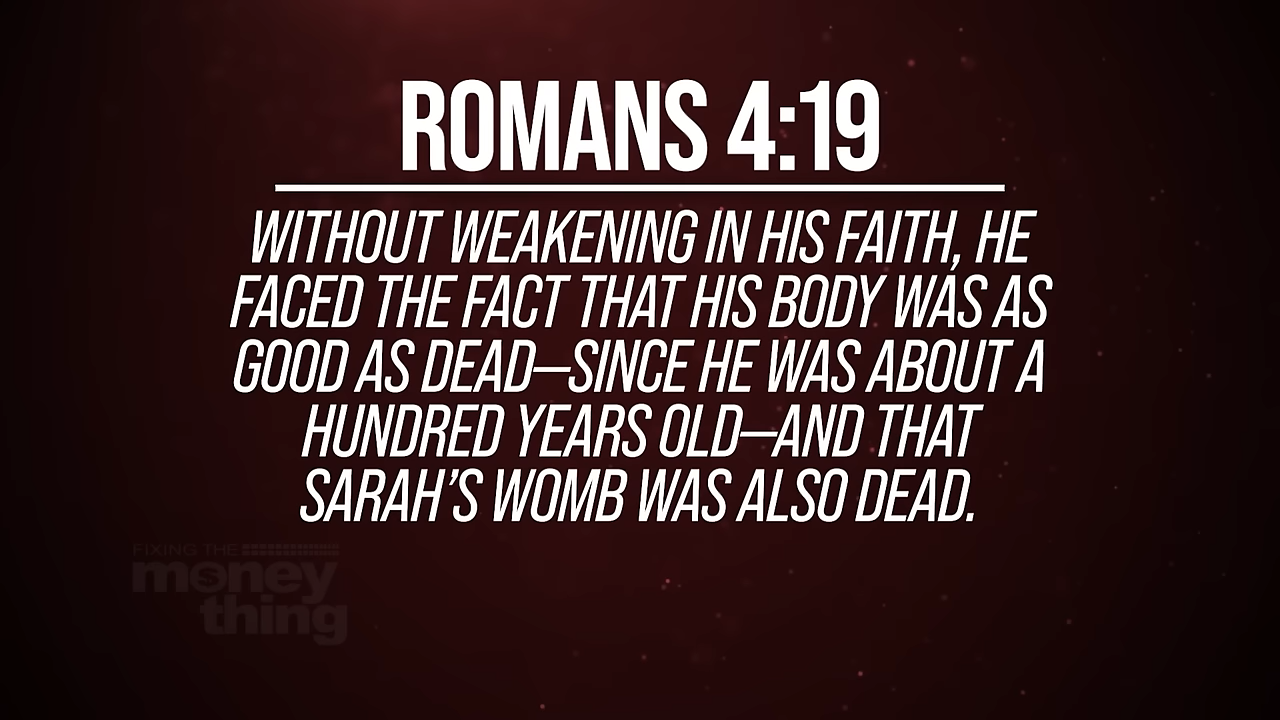 ROMANS 4:19
WITHOUT WEAKENING IN HIS FAITH, HE
FACED THE FACT THAT HIS BODY WAS AS
GOOD AS DEAD—SINCE HE WAS ABOUT A
HUNDRED YEARS OLD—AND THAT
SARAH’S WOMB WAS ALSO DEAD.
FIXING THE
money
thing